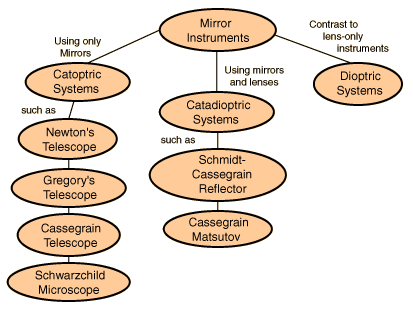 Mirror
Instruments
Contrast to
lens-only
instruments
Using only
Mirrors
Catoptric
Systems
Using mirrors
and lenses
Dioptric
Systems
such as
Catadioptric
Systems
Newton's
Telescope
such as
Schmidt-
Cassegrain
Reflector
Gregory's
Telescope
Cassegrain
Telescope
Cassegrain
Matsutov
Schwarzchild
Microscope